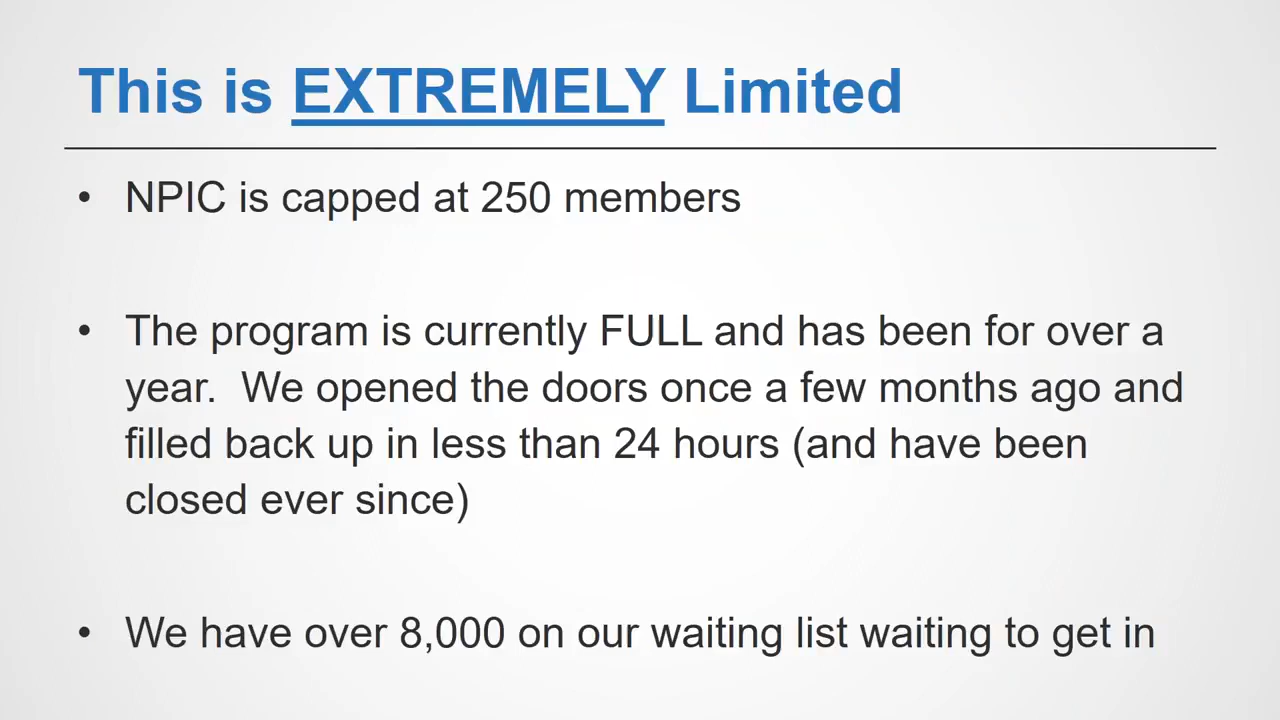 This is EXTREMELY Limited
• NPIC is capped at 250 members
• The program is currently FULL and has been for over a
year.  We opened the doors once a few months ago and
filled back up in less than 24 hours (and have been
closed ever since)
• We have over 8,000 on our waiting list waiting to get in